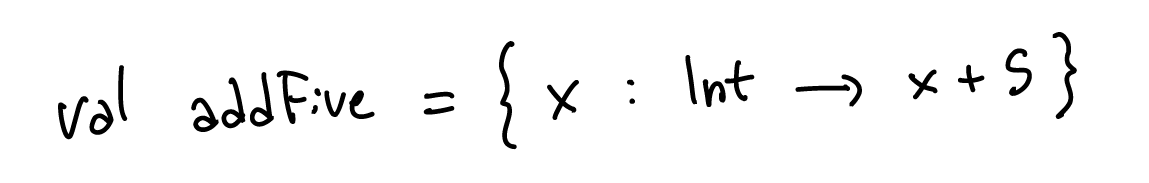 val addFive = { x : Int → x + 5 }